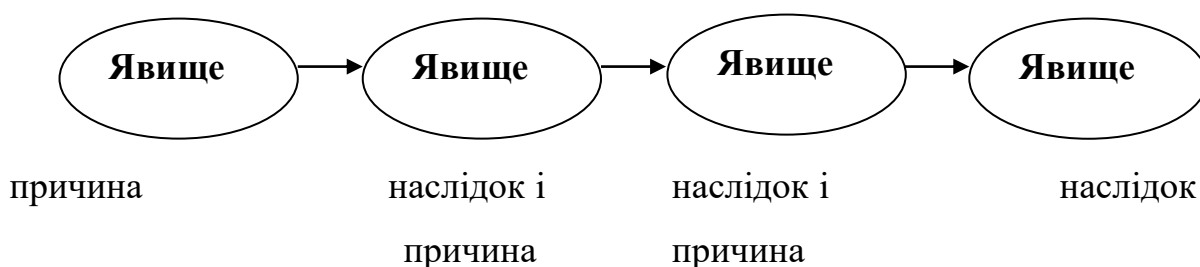 Явище Явище Явище Явище
причина наслідок і наслідок і наслідок
причина причина